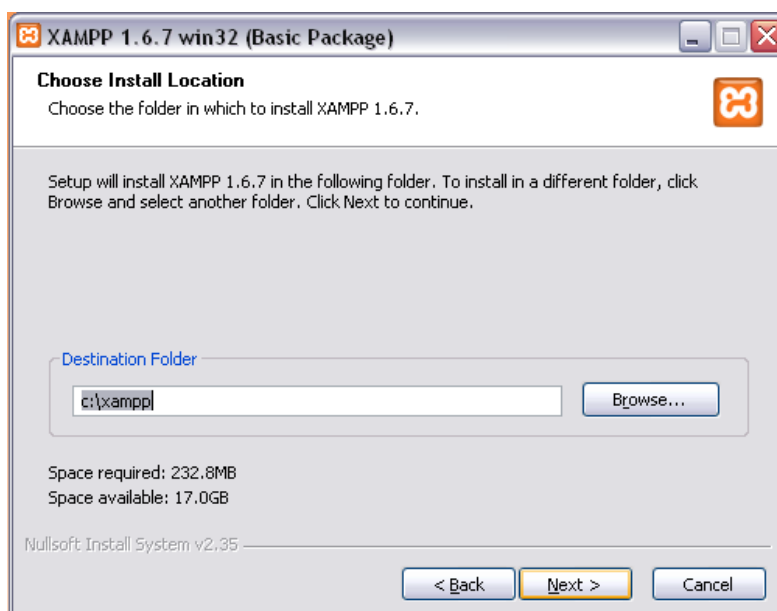 XAMPP 1.6.7 win32 (Basic Package)
Choose Install Location
Choose the folder in which to install XAMPP 1.6.7.
Setup will install XAMPP 1.6.7 in the following folder. To install in a different folder, click
Browse and select another folder. Click Next to continue.
Destination Folder
c:\xampp
Browse...
Space required: 232.8MB
Space available: 17.0GB
Nullsoft Install System v2.35
< Back
Next >
Cancel